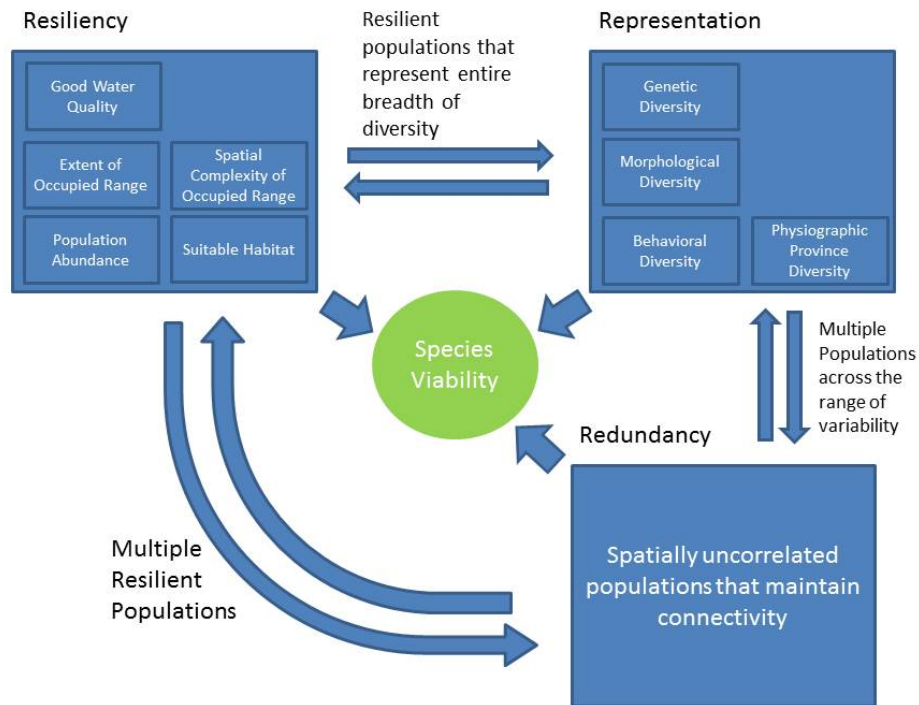 Resiliency
Good Water
Quality
Extent of
Occupied Range
Spatial
Complexity of
Occupied Range
Population
Abundance
Suitable Habitat
Resilient
populations that
represent entire
breadth of
diversity
Representation
Genetic
Diversity
Morphological
Diversity
Behavioral
Diversity
Physiographic
Province
Diversity
Species
Viability
Multiple
Populations
across the
range of
variability
Redundancy
Spatially uncorrelated
populations that maintain
connectivity
Multiple
Resilient
Populations